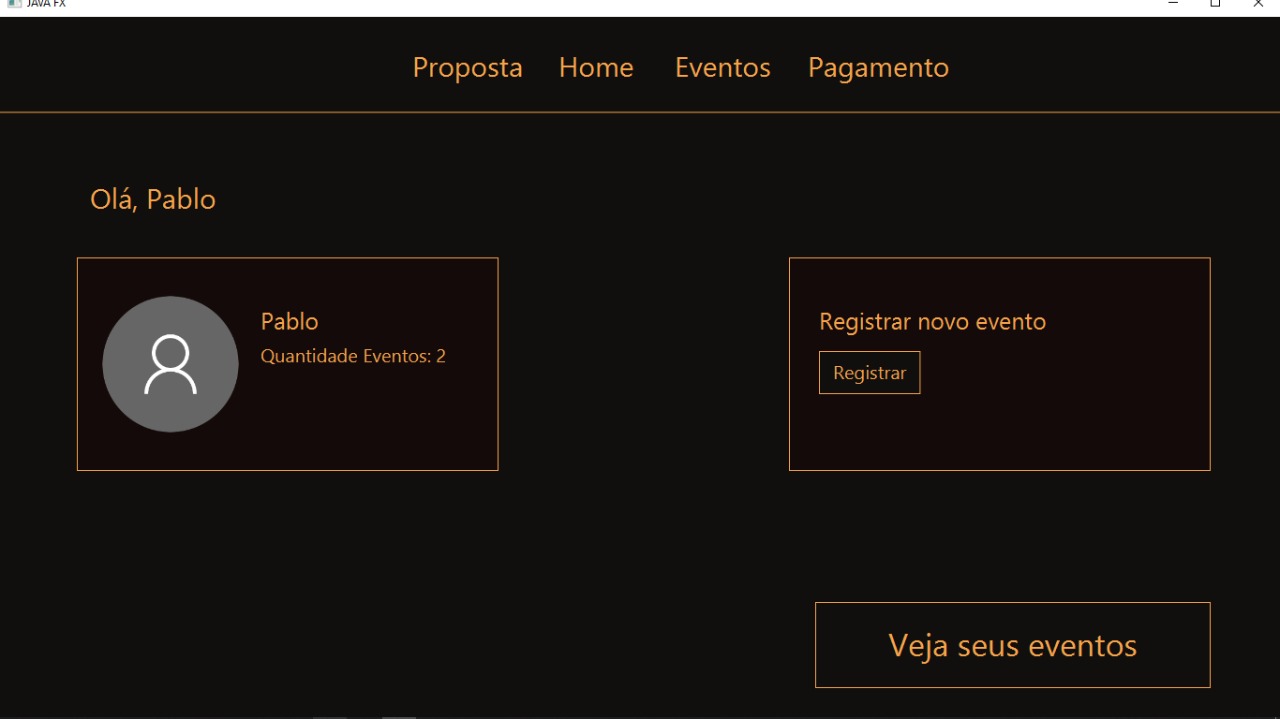 JAVA FX
Proposta Home Eventos Pagamento
Olá, Pablo
Pablo
Quantidade Eventos: 2
Registrar novo evento
Registrar
Veja seus eventos